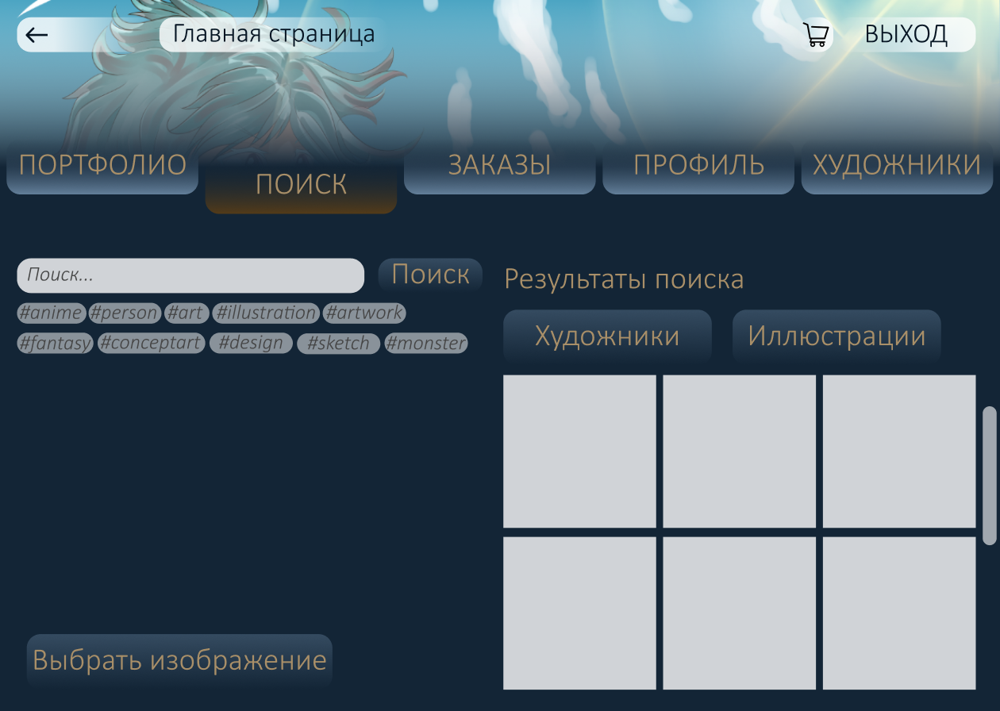 Главная страница
ВЫХОД
ПОРТФОЛИО
ПОИСК
ЗАКАЗЫ
ПРОФИЛЬ
ХУДОЖНИКИ
Поиск...
Поиск
#anime #person #art #illustration #artwork
#fantasy #conceptart #design #sketch #monster
Результаты поиска
Художники
Иллюстрации
Выбрать изображение